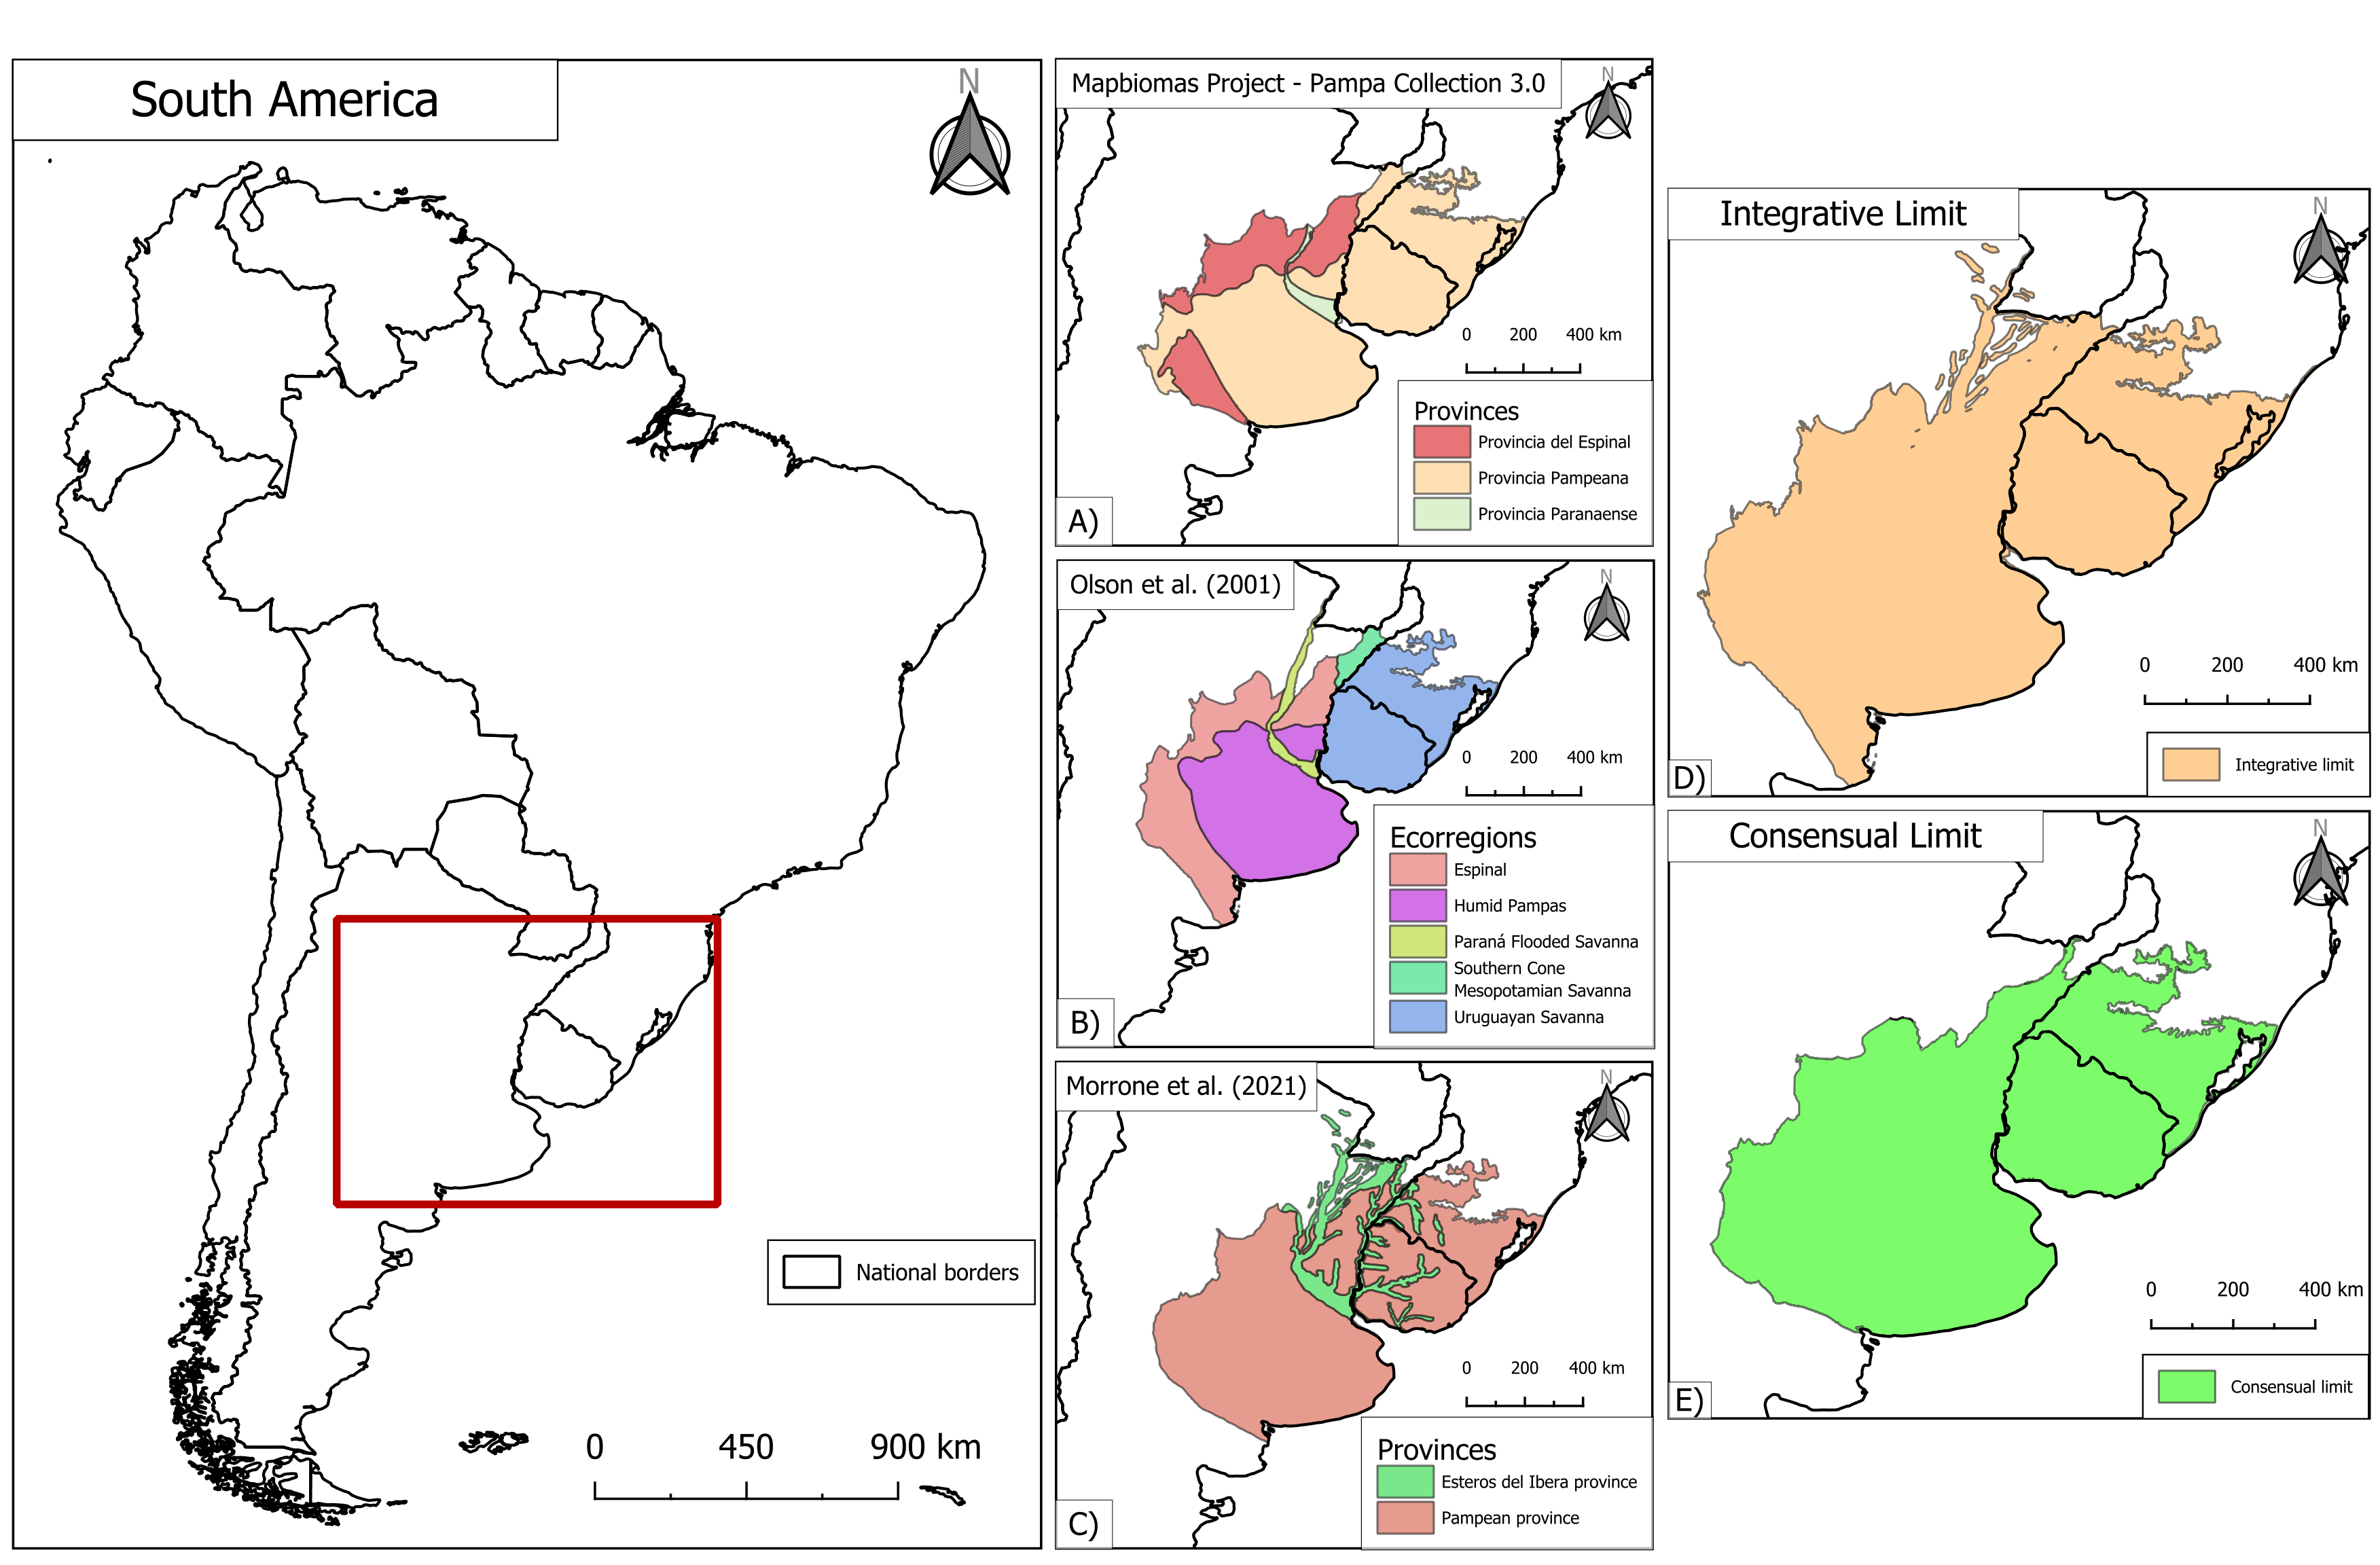 South America
N
National borders
0 450 900 km
Mapbiomas Project - Pampa Collection 3.0
N
0 200 400 km
Provinces
Provincia del Espinal
Provincia Pampeana
Provincia Paranaense
A)
Olson et al. (2001)
N
0 200 400 km
Ecorregions
Espinal
Humid Pampas
Paraná Flooded Savanna
Southern Cone
Mesopotamian Savanna
Uruguayan Savanna
B)
Morrone et al. (2021)
N
0 200 400 km
Provinces
Esteros del Ibera province
Pampean province
C)
Integrative Limit
N
0 200 400 km
Integrative limit
D)
Consensual Limit
N
0 200 400 km
Consensual limit
E)